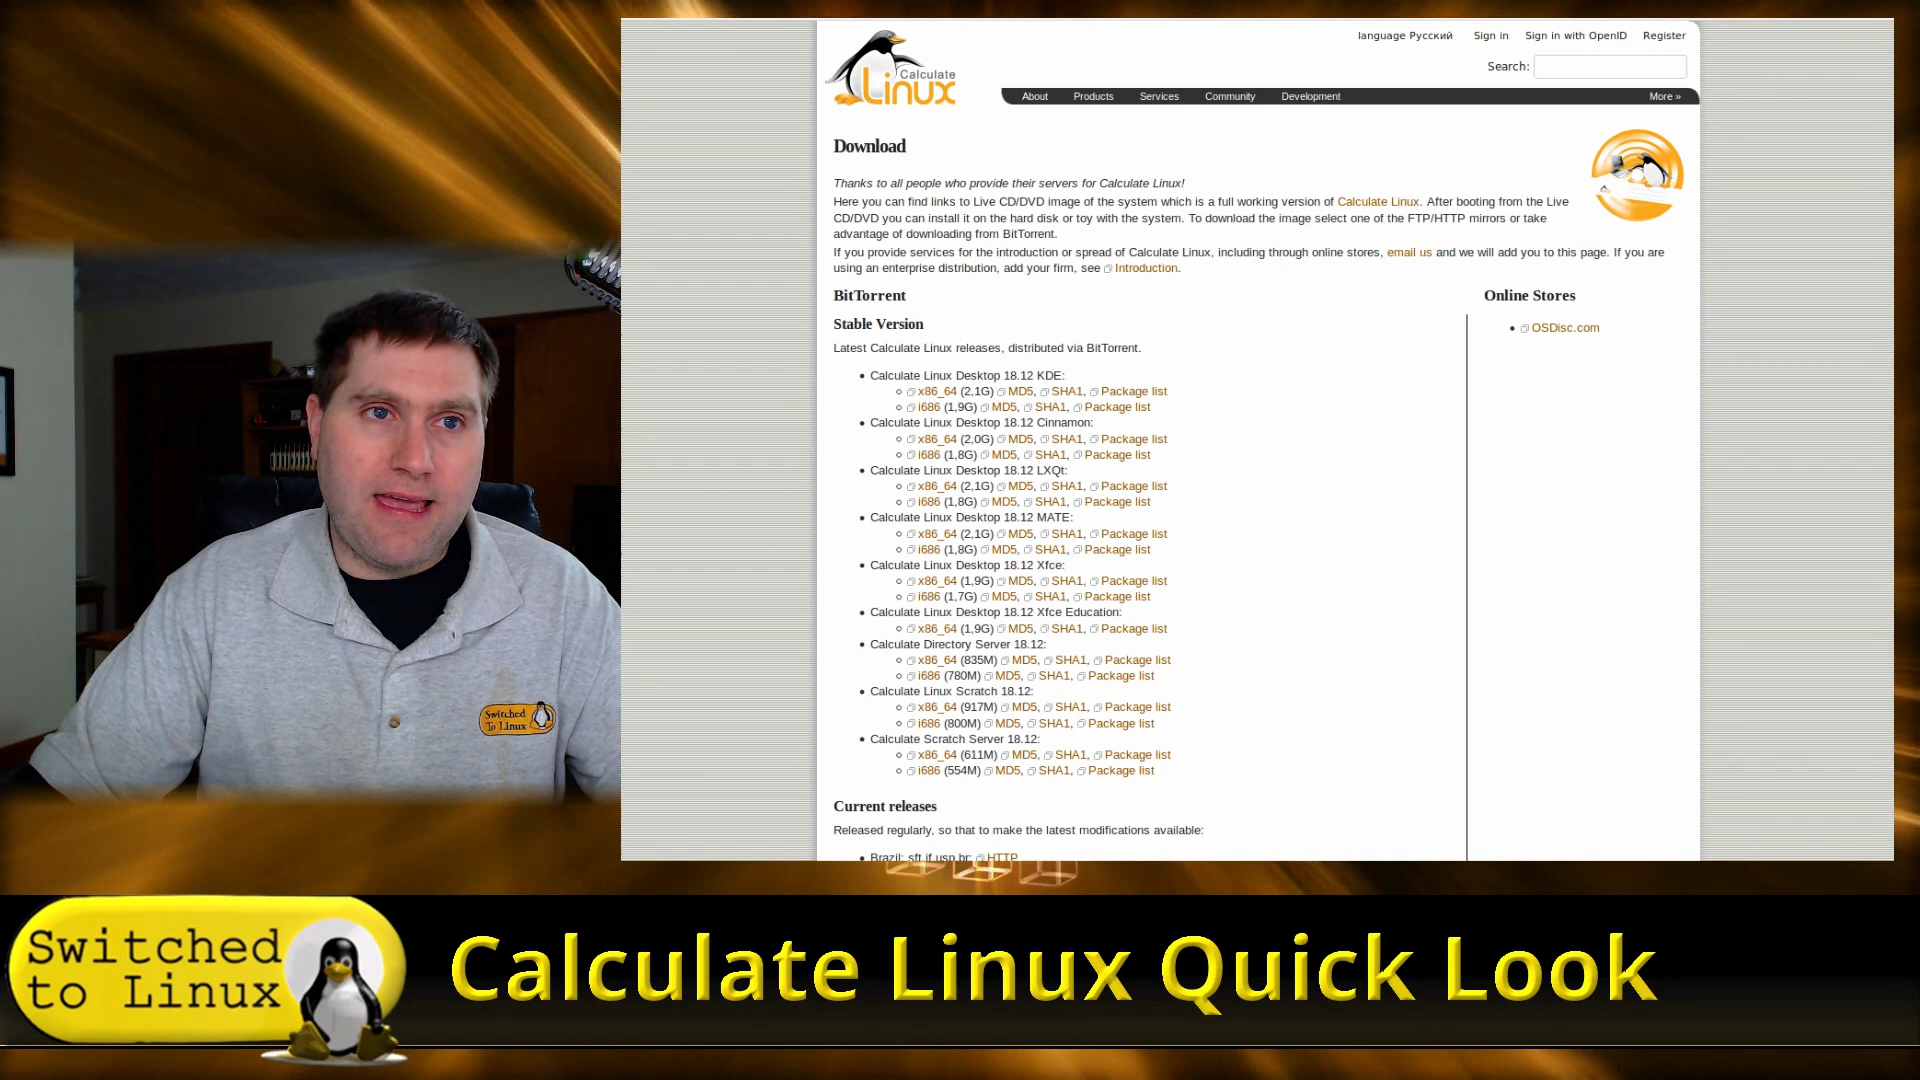 language Русский Sign in Sign in with OpenID Register
Search:
Calculate
Linux
About Products Services Community Development More »
Download
Thanks to all people who provide their servers for Calculate Linux!
Here you can find links to Live CD/DVD image of the system which is a full working version of Calculate Linux. After booting from the Live
CD/DVD you can install it on the hard disk or toy with the system. To download the image select one of the FTP/HTTP mirrors or take
advantage of downloading from BitTorrent.
If you provide services for the introduction or spread of Calculate Linux, including through online stores, email us and we will add you to this page. If you are
using an enterprise distribution, add your firm, see Introduction.
BitTorrent
Stable Version
Latest Calculate Linux releases, distributed via BitTorrent.
Calculate Linux Desktop 18.12 KDE:
x86_64 (2,1G) MD5, SHA1, Package list
i686 (1,9G) MD5, SHA1, Package list
Calculate Linux Desktop 18.12 Cinnamon:
x86_64 (2,0G) MD5, SHA1, Package list
i686 (1,8G) MD5, SHA1, Package list
Calculate Linux Desktop 18.12 LXQt:
x86_64 (2,1G) MD5, SHA1, Package list
i686 (1,8G) MD5, SHA1, Package list
Calculate Linux Desktop 18.12 MATE:
x86_64 (2,1G) MD5, SHA1, Package list
i686 (1,8G) MD5, SHA1, Package list
Calculate Linux Desktop 18.12 Xfce:
x86_64 (1,9G) MD5, SHA1, Package list
i686 (1,7G) MD5, SHA1, Package list
Calculate Linux Desktop 18.12 Xfce Education:
x86_64 (1,9G) MD5, SHA1, Package list
Calculate Directory Server 18.12:
x86_64 (835M) MD5, SHA1, Package list
i686 (780M) MD5, SHA1, Package list
Calculate Linux Scratch 18.12:
x86_64 (917M) MD5, SHA1, Package list
i686 (800M) MD5, SHA1, Package list
Calculate Scratch Server 18.12:
x86_64 (611M) MD5, SHA1, Package list
i686 (554M) MD5, SHA1, Package list
Current releases
Released regularly, so that to make the latest modifications available:
Brazil: sft.if.usp.br: HTTP
Online Stores
OSDisc.com
Switched
To Linux
Switched
to Linux
Calculate Linux Quick Look